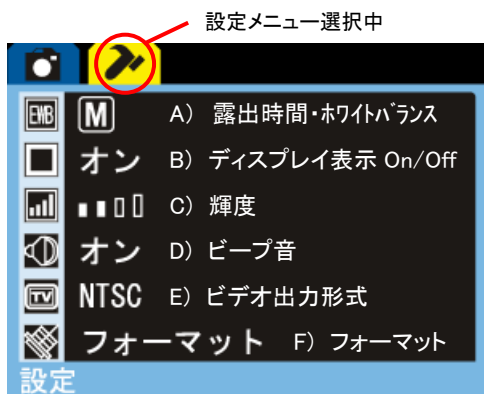 設定メニュー選択中
EWB M A) 露出時間・ホワイトバランス
オン B) ディスプレイ表示 On/Off
C) 輝度
オン D) ビープ音
TV NTSC E) ビデオ出力形式
フォーマット F) フォーマット
設定